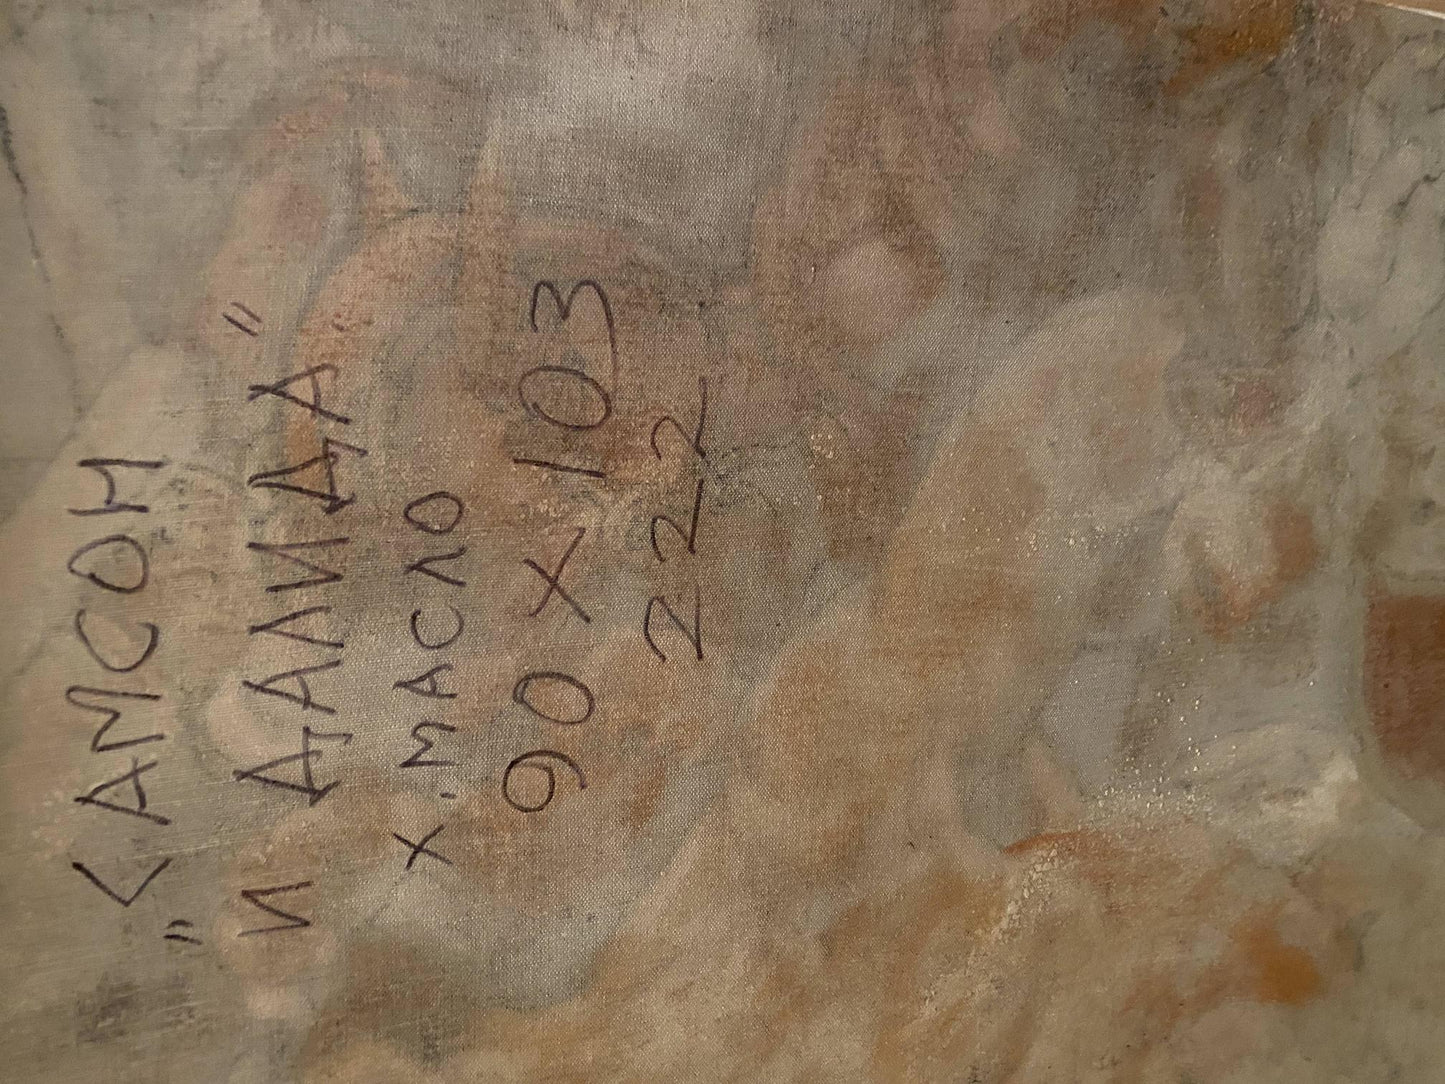 „САМСОН
И ДАЛИДА"
Х. МАСЛО
90 Х 103
222